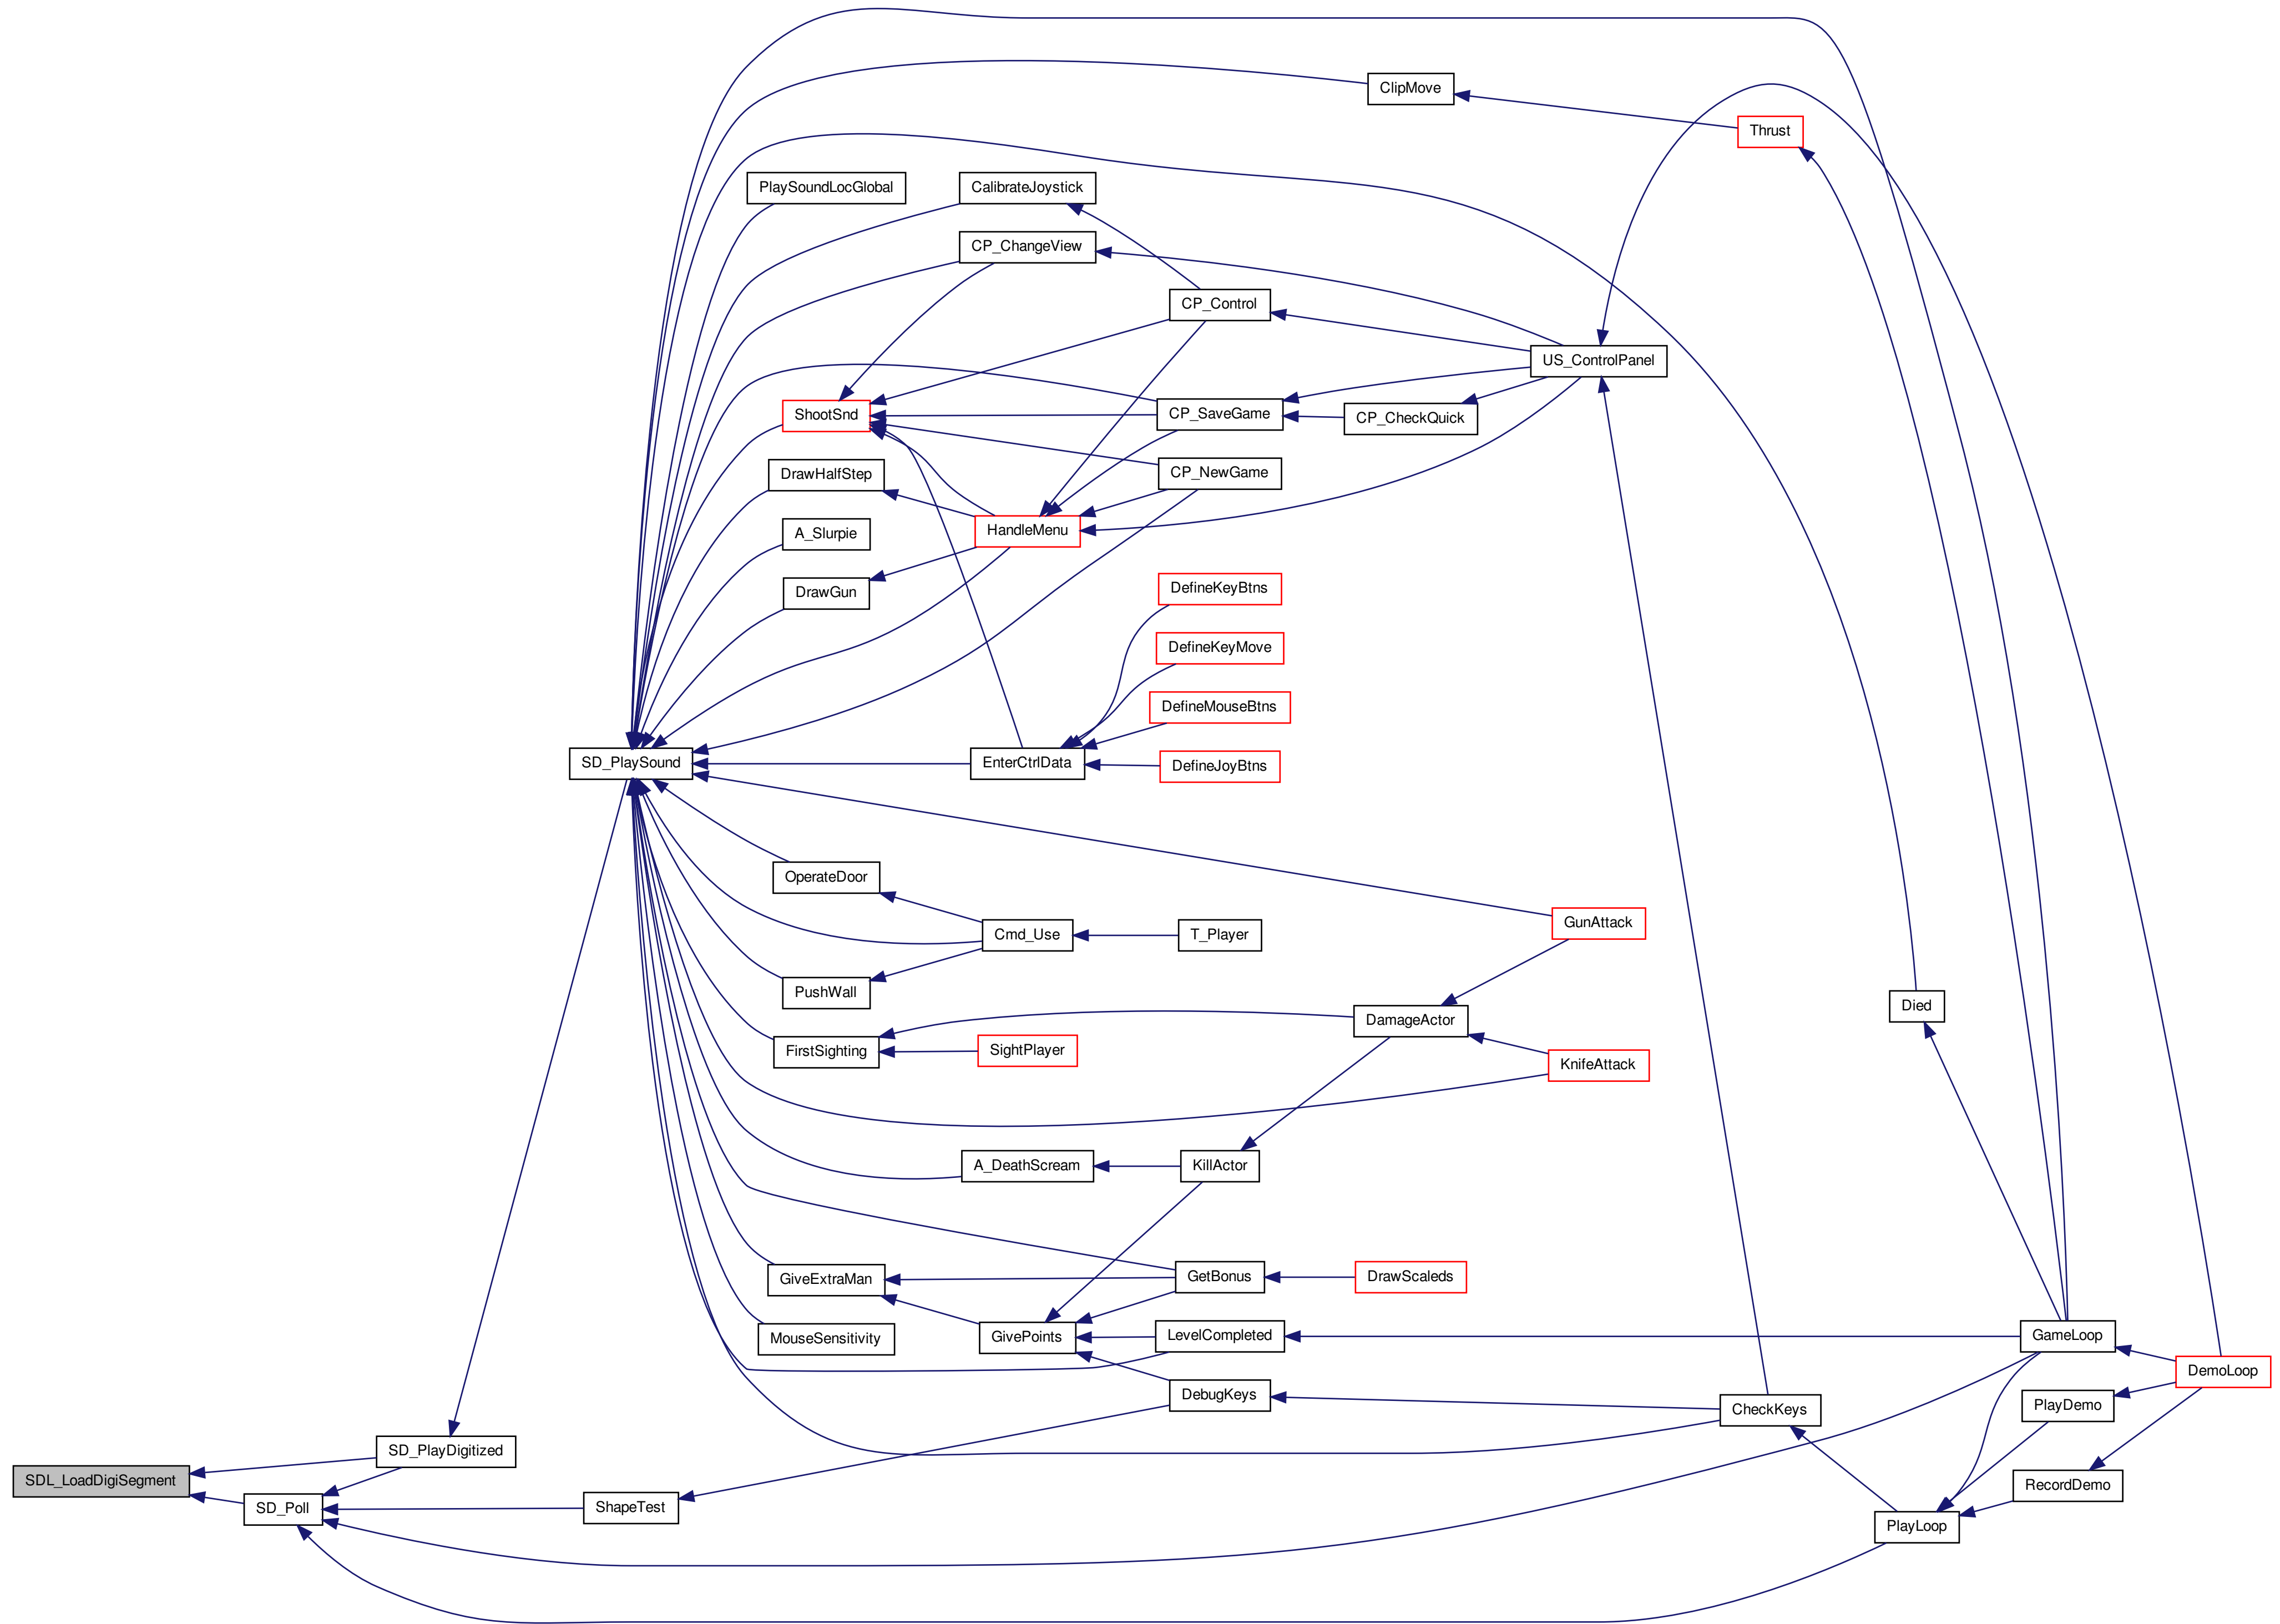 ClipMove
Thrust
PlaySoundLocGlobal
CalibrateJoystick
CP_ChangeView
CP_Control
US_ControlPanel
ShootSnd
CP_SaveGame
CP_CheckQuick
DrawHalfStep
CP_NewGame
A_Slurpie
HandleMenu
DrawGun
DefineKeyBtns
DefineKeyMove
DefineMouseBtns
SD_PlaySound
EnterCtrlData
DefineJoyBtns
OperateDoor
GunAttack
Cmd_Use
T_Player
PushWall
Died
DamageActor
FirstSighting
SightPlayer
KnifeAttack
A_DeathScream
KillActor
GiveExtraMan
GetBonus
DrawScaleds
MouseSensitivity
GivePoints
LevelCompleted
GameLoop
DemoLoop
DebugKeys
CheckKeys
PlayDemo
SD_PlayDigitized
SDL_LoadDigiSegment
RecordDemo
SD_Poll
ShapeTest
PlayLoop